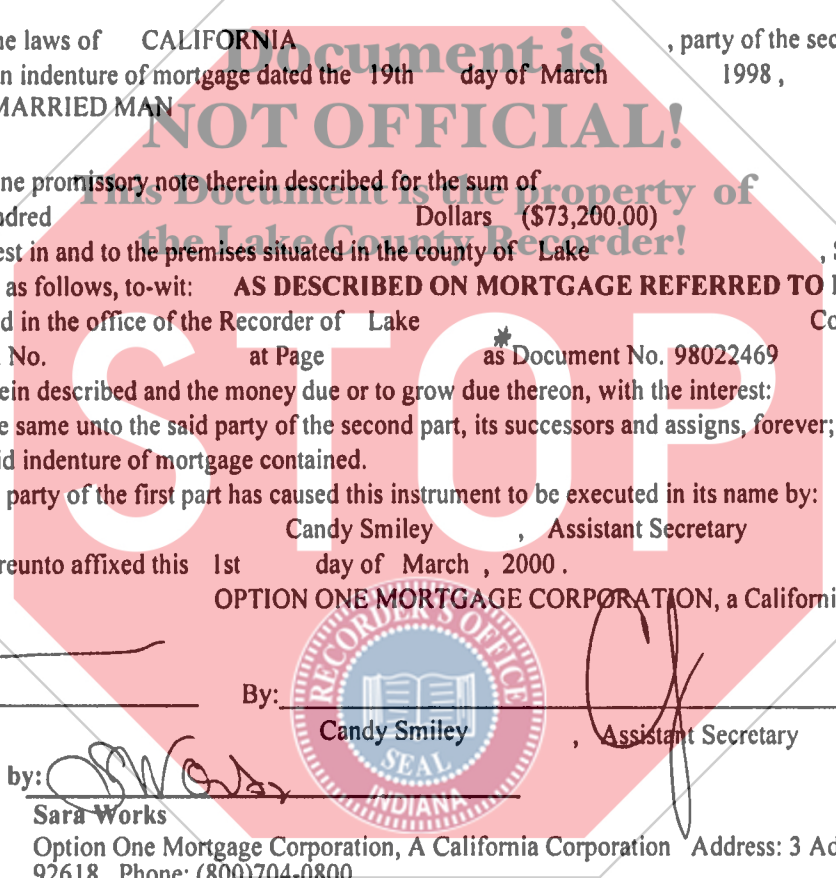 ne laws of CALIFORNIA , party of the sec
n indenture of mortgage dated the 19th day of March 1998 ,
MARRIED MAN
Document is
NOT OFFICIAL!
This Document is the property of
the Lake County Recorder!
ne promissory note therein described for the sum of
ndred Dollars ($73,200.00)
est in and to the premises situated in the county of Lake ,
as follows, to-wit: AS DESCRIBED ON MORTGAGE REFERRED TO
d in the office of the Recorder of Lake Co
No. at Page as Document No. 98022469
ein described and the money due or to grow due thereon, with the interest:
e same unto the said party of the second part, its successors and assigns, forever;
id indenture of mortgage contained.
party of the first part has caused this instrument to be executed in its name by:
STOP
Candy Smiley , Assistant Secretary
reunto affixed this 1st day of March , 2000 .
OPTION ONE MORTGAGE CORPORATION, a Californi
RECORDER'S OFFICE
SEAL
INDIANA
By:
Candy Smiley , Assistant Secretary
by:
Sara Works
Option One Mortgage Corporation, A California Corporation Address: 3 Ad
92618 Phone: (800)704-0800